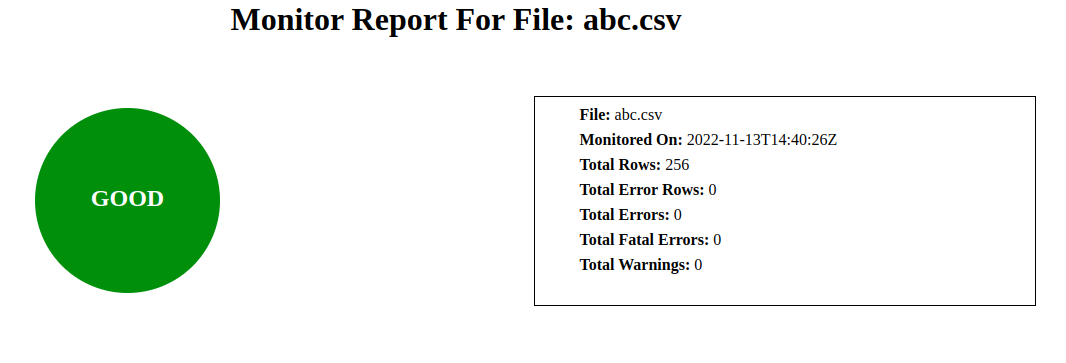 Monitor Report For File: abc.csv
GOOD
File: abc.csv
Monitored On: 2022-11-13T14:40:26Z
Total Rows: 256
Total Error Rows: 0
Total Errors: 0
Total Fatal Errors: 0
Total Warnings: 0